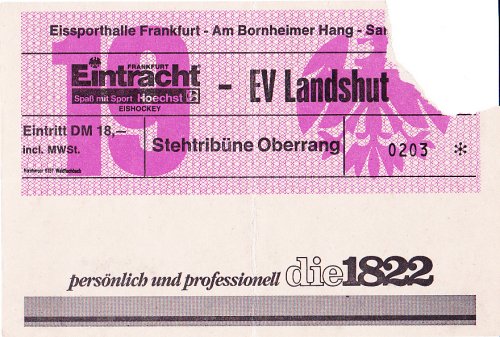 Eissporthalle Frankfurt - Am Bornheimer Hang -
19
FRANKFURT
Eintracht
Spaß mit Sport Hoechst
EISHOCKEY
- EV Landshut
Eintritt DM 18,—
incl. MWSt.
Stehtribüne Oberrang
0203 *
persönlich und professionell die1822